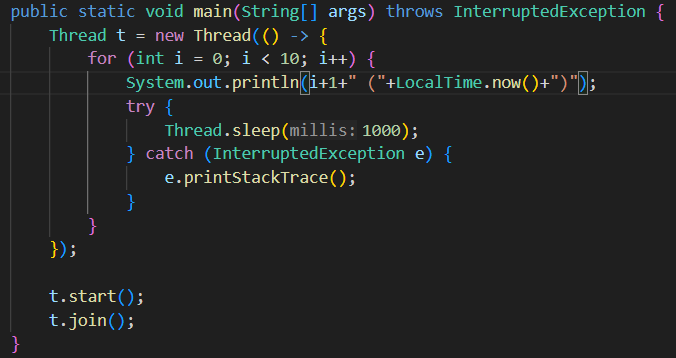 public static void main(String[] args) throws InterruptedException {
    Thread t = new Thread(() -> {
        for (int i = 0; i < 10; i++) {
            System.out.println(i+1+" ("+LocalTime.now()+")");
            try {
                Thread.sleep(millis: 1000);
            } catch (InterruptedException e) {
                e.printStackTrace();
            }
        }
    });

    t.start();
    t.join();
}